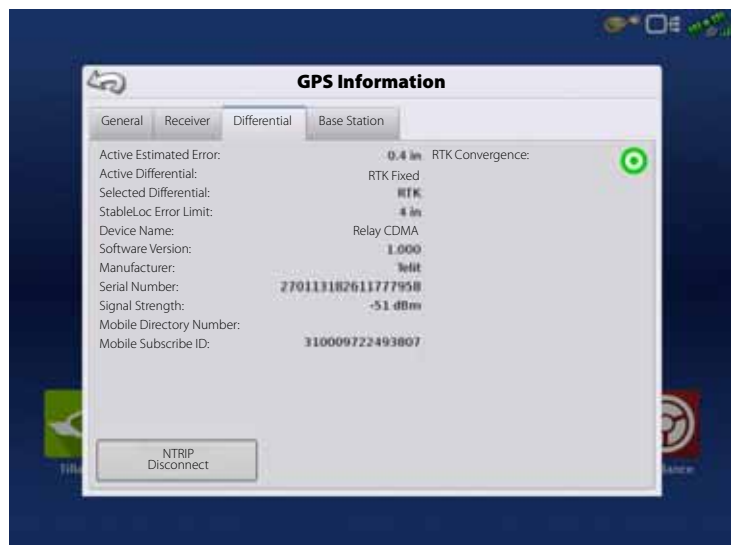 GPS Information
General Receiver Differential Base Station
Active Estimated Error: 0.4 in RTK Convergence:
Active Differential: RTK Fixed
Selected Differential: RTK
StableLoc Error Limit: 4 in
Device Name: Relay CDMA
Software Version: 1.000
Manufacturer: Telit
Serial Number: 270113182611777958
Signal Strength: -51 dBm
Mobile Directory Number:
Mobile Subscribe ID: 310009722493807
NTRIP
Disconnect